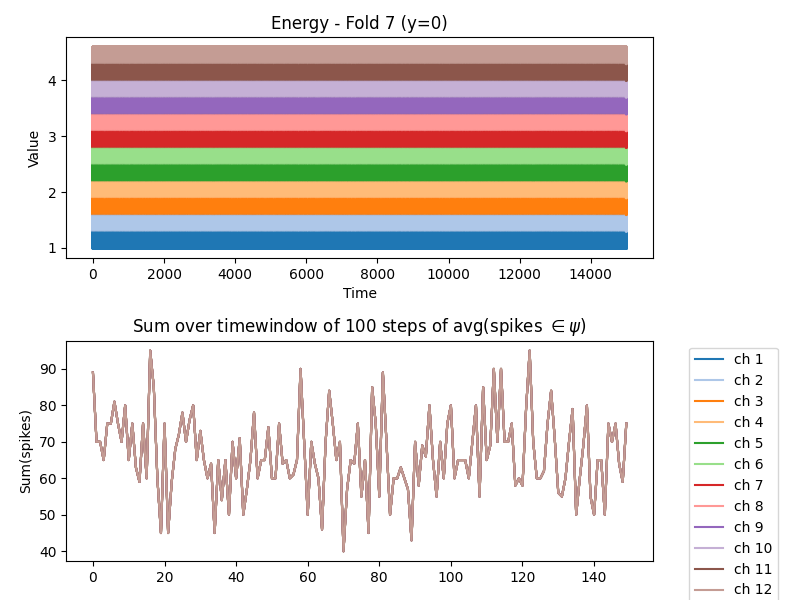 Energy - Fold 7 (y=0)
Value
4
3
2
1
0 2000 4000 6000 8000 10000 12000 14000
Time
Sum over timewindow of 100 steps of avg(spikes ∈ ψ)
Sum(spikes)
90
80
70
60
50
40
0 20 40 60 80 100 120 140
ch 1
ch 2
ch 3
ch 4
ch 5
ch 6
ch 7
ch 8
ch 9
ch 10
ch 11
ch 12